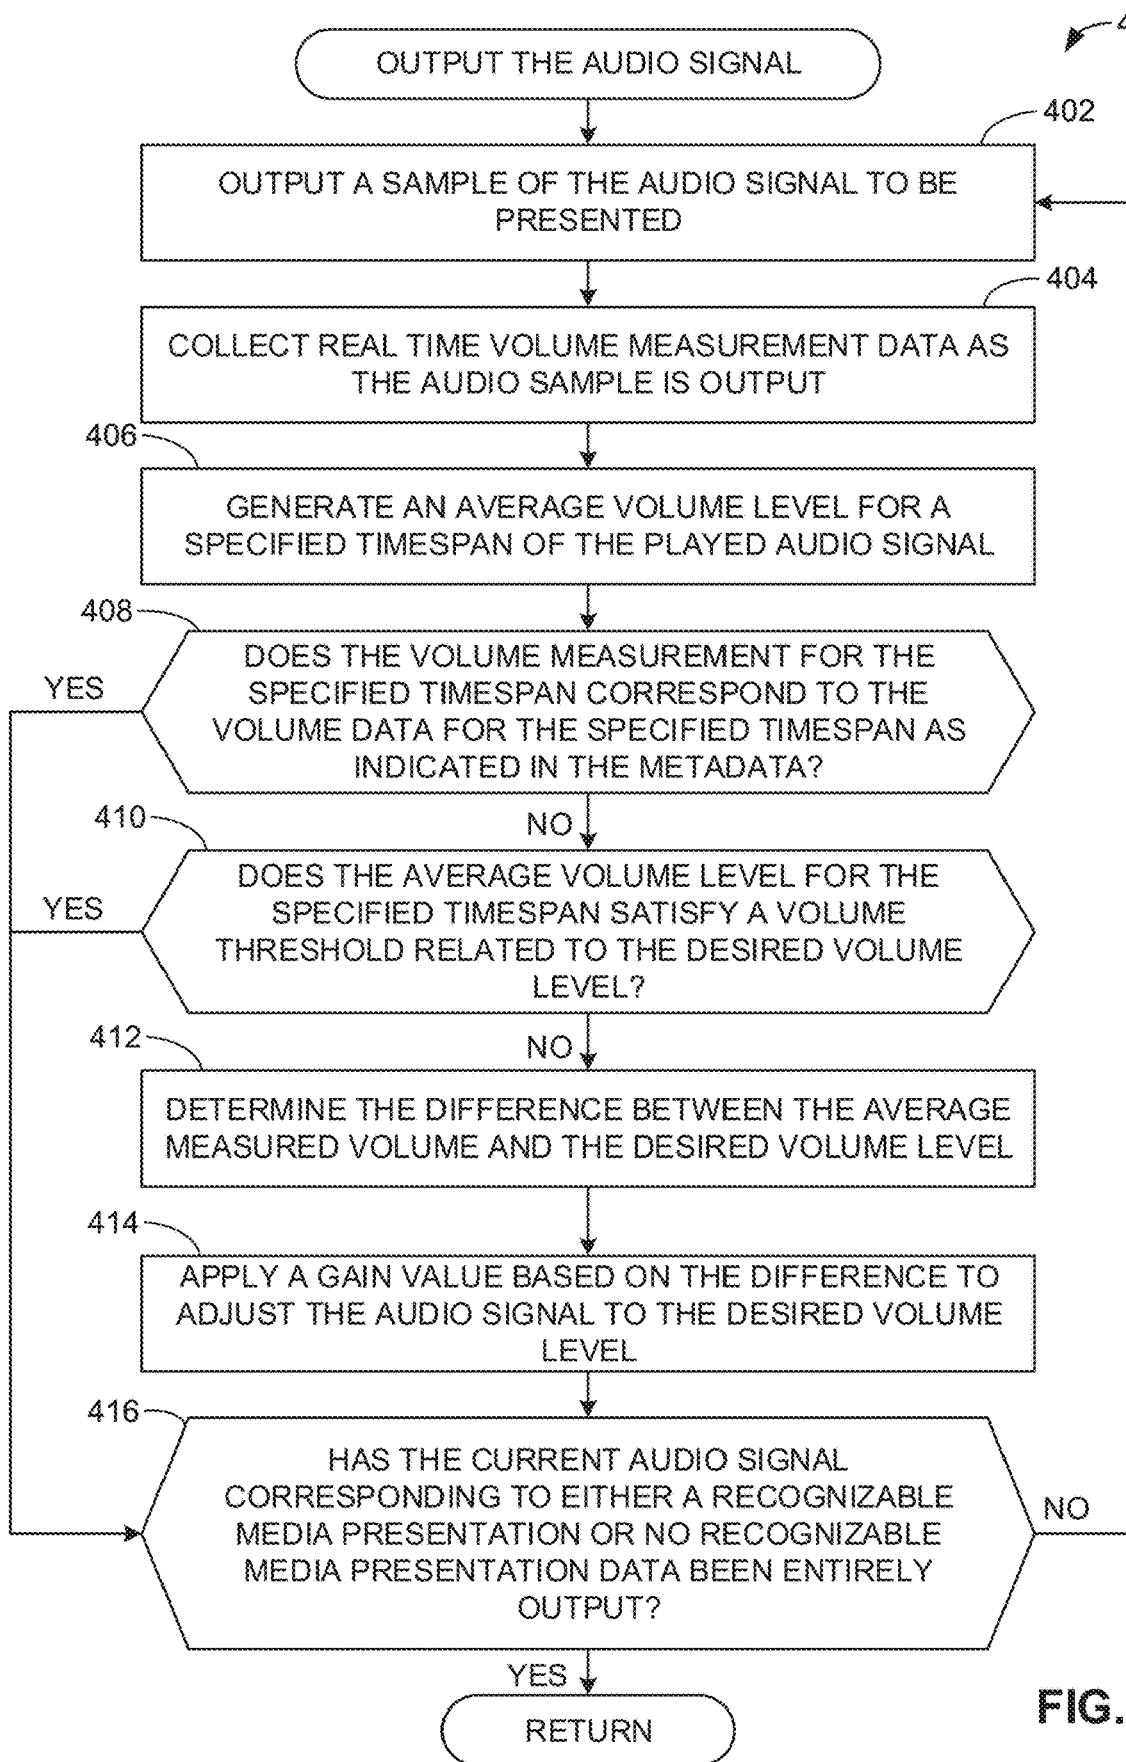 4
OUTPUT THE AUDIO SIGNAL
402
OUTPUT A SAMPLE OF THE AUDIO SIGNAL TO BE
PRESENTED
404
COLLECT REAL TIME VOLUME MEASUREMENT DATA AS
THE AUDIO SAMPLE IS OUTPUT
406
GENERATE AN AVERAGE VOLUME LEVEL FOR A
SPECIFIED TIMESPAN OF THE PLAYED AUDIO SIGNAL
408
DOES THE VOLUME MEASUREMENT FOR THE
SPECIFIED TIMESPAN CORRESPOND TO THE
VOLUME DATA FOR THE SPECIFIED TIMESPAN AS
INDICATED IN THE METADATA?
YES
NO
410
DOES THE AVERAGE VOLUME LEVEL FOR THE
SPECIFIED TIMESPAN SATISFY A VOLUME
THRESHOLD RELATED TO THE DESIRED VOLUME
LEVEL?
YES
NO
412
DETERMINE THE DIFFERENCE BETWEEN THE AVERAGE
MEASURED VOLUME AND THE DESIRED VOLUME LEVEL
414
APPLY A GAIN VALUE BASED ON THE DIFFERENCE TO
ADJUST THE AUDIO SIGNAL TO THE DESIRED VOLUME
LEVEL
416
HAS THE CURRENT AUDIO SIGNAL
CORRESPONDING TO EITHER A RECOGNIZABLE
MEDIA PRESENTATION OR NO RECOGNIZABLE
MEDIA PRESENTATION DATA BEEN ENTIRELY
OUTPUT?
NO
YES
RETURN
FIG.